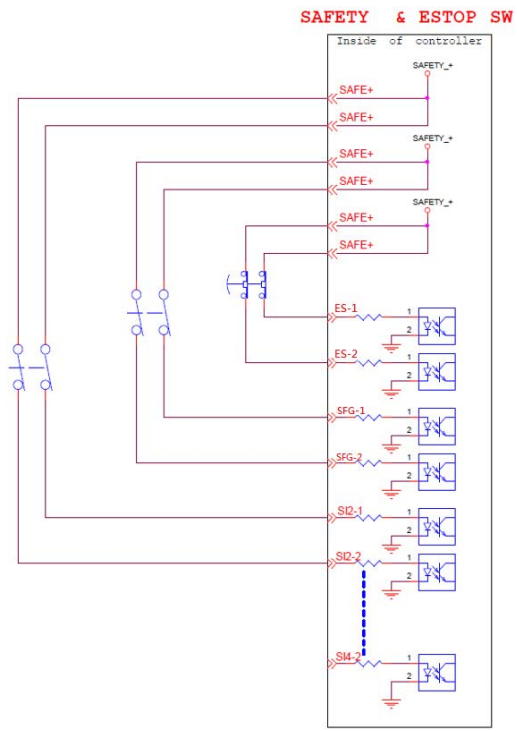 SAFETY & ESTOP SW
Inside of controller
SAFETY_+
SAFE+
SAFE+
SAFETY_+
SAFE+
SAFE+
SAFETY_+
SAFE+
SAFE+
ES-1
1
2
ES-2
1
2
SFG-1
1
2
SFG-2
1
2
SI2-1
1
2
SI2-2
1
2
SI4-2
1
2